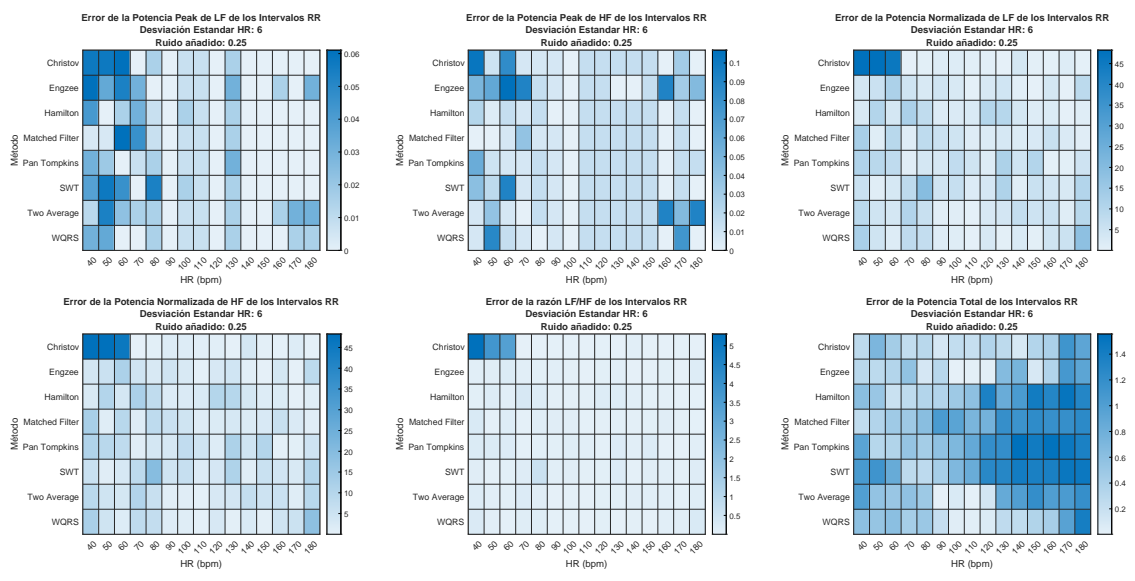 Error de la Potencia Peak de LF de los Intervalos RR
Desviación Estandar HR: 6
Ruido añadido: 0.25
Método
Christov
Engzee
Hamilton
Matched Filter
Pan Tompkins
SWT
Two Average
WQRS
40 50 60 70 80 90 100 110 120 130 140 150 160 170 180
HR (bpm)
0.06
0.05
0.04
0.03
0.02
0.01
0
Error de la Potencia Peak de HF de los Intervalos RR
Desviación Estandar HR: 6
Ruido añadido: 0.25
Método
Christov
Engzee
Hamilton
Matched Filter
Pan Tompkins
SWT
Two Average
WQRS
40 50 60 70 80 90 100 110 120 130 140 150 160 170 180
HR (bpm)
0.1
0.09
0.08
0.07
0.06
0.05
0.04
0.03
0.02
0.01
0
Error de la Potencia Normalizada de LF de los Intervalos RR
Desviación Estandar HR: 6
Ruido añadido: 0.25
Método
Christov
Engzee
Hamilton
Matched Filter
Pan Tompkins
SWT
Two Average
WQRS
40 50 60 70 80 90 100 110 120 130 140 150 160 170 180
HR (bpm)
45
40
35
30
25
20
15
10
5
Error de la Potencia Normalizada de HF de los Intervalos RR
Desviación Estandar HR: 6
Ruido añadido: 0.25
Método
Christov
Engzee
Hamilton
Matched Filter
Pan Tompkins
SWT
Two Average
WQRS
40 50 60 70 80 90 100 110 120 130 140 150 160 170 180
HR (bpm)
45
40
35
30
25
20
15
10
5
Error de la razón LF/HF de los Intervalos RR
Desviación Estandar HR: 6
Ruido añadido: 0.25
Método
Christov
Engzee
Hamilton
Matched Filter
Pan Tompkins
SWT
Two Average
WQRS
40 50 60 70 80 90 100 110 120 130 140 150 160 170 180
HR (bpm)
5
4.5
4
3.5
3
2.5
2
1.5
1
0.5
Error de la Potencia Total de los Intervalos RR
Desviación Estandar HR: 6
Ruido añadido: 0.25
Método
Christov
Engzee
Hamilton
Matched Filter
Pan Tompkins
SWT
Two Average
WQRS
40 50 60 70 80 90 100 110 120 130 140 150 160 170 180
HR (bpm)
1.4
1.2
1
0.8
0.6
0.4
0.2